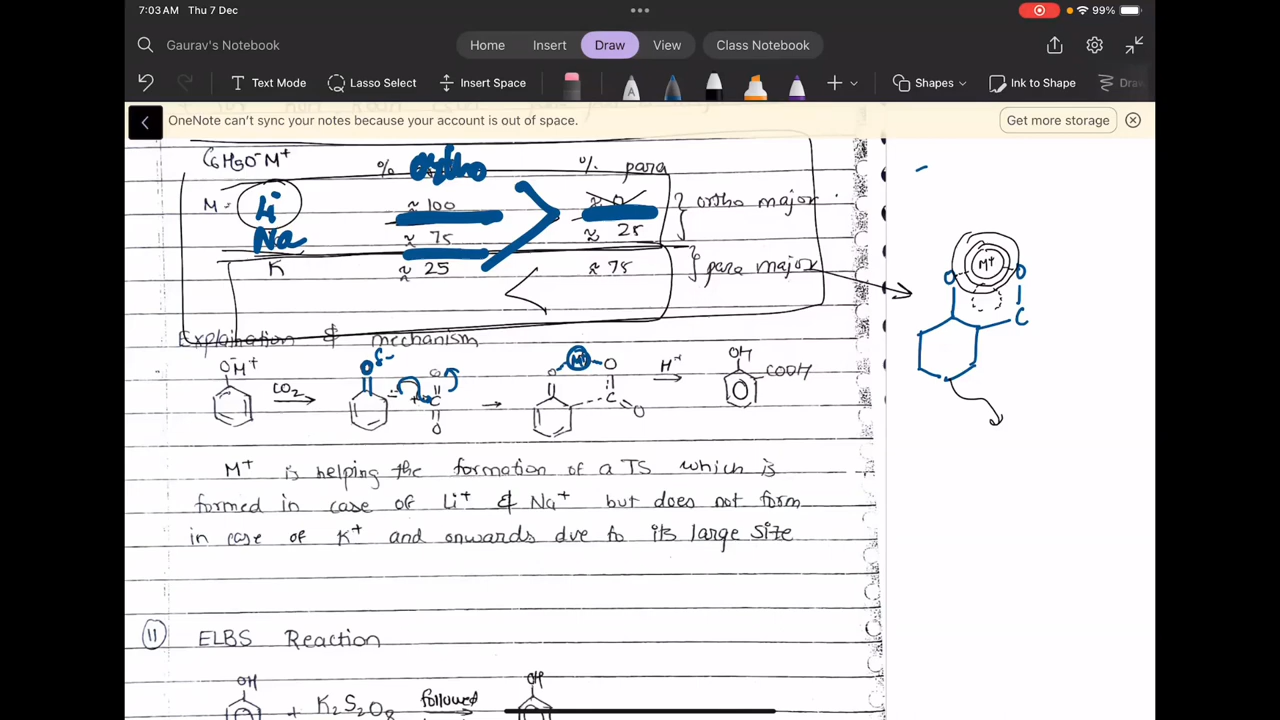 7:03 AM Thu 7 Dec
99%
Gaurav's Notebook
Home Insert Draw View Class Notebook
Text Mode Lasso Select Insert Space Shapes Ink to Shape Draw
OneNote can't sync your notes because your account is out of space. Get more storage
C6H5O⁻M⁺ % ortho % para
M = Li ≈ 100 ≈ 0 } ortho major
Na ≈ 75 ≈ 25
K ≈ 25 ≈ 75 } para major
M⁺
O O
C
Explaination & mechanism
O⁻M⁺ CO2 O δ- + O C O → O M⁺ O C O H⁺ → OH COOH
M⁺ is helping the formation of a TS which is
formed in case of Li⁺ & Na⁺ but does not form
in case of K⁺ and onwards due to its large size
11 ELBS Reaction
OH + K2S2O8 followed OH